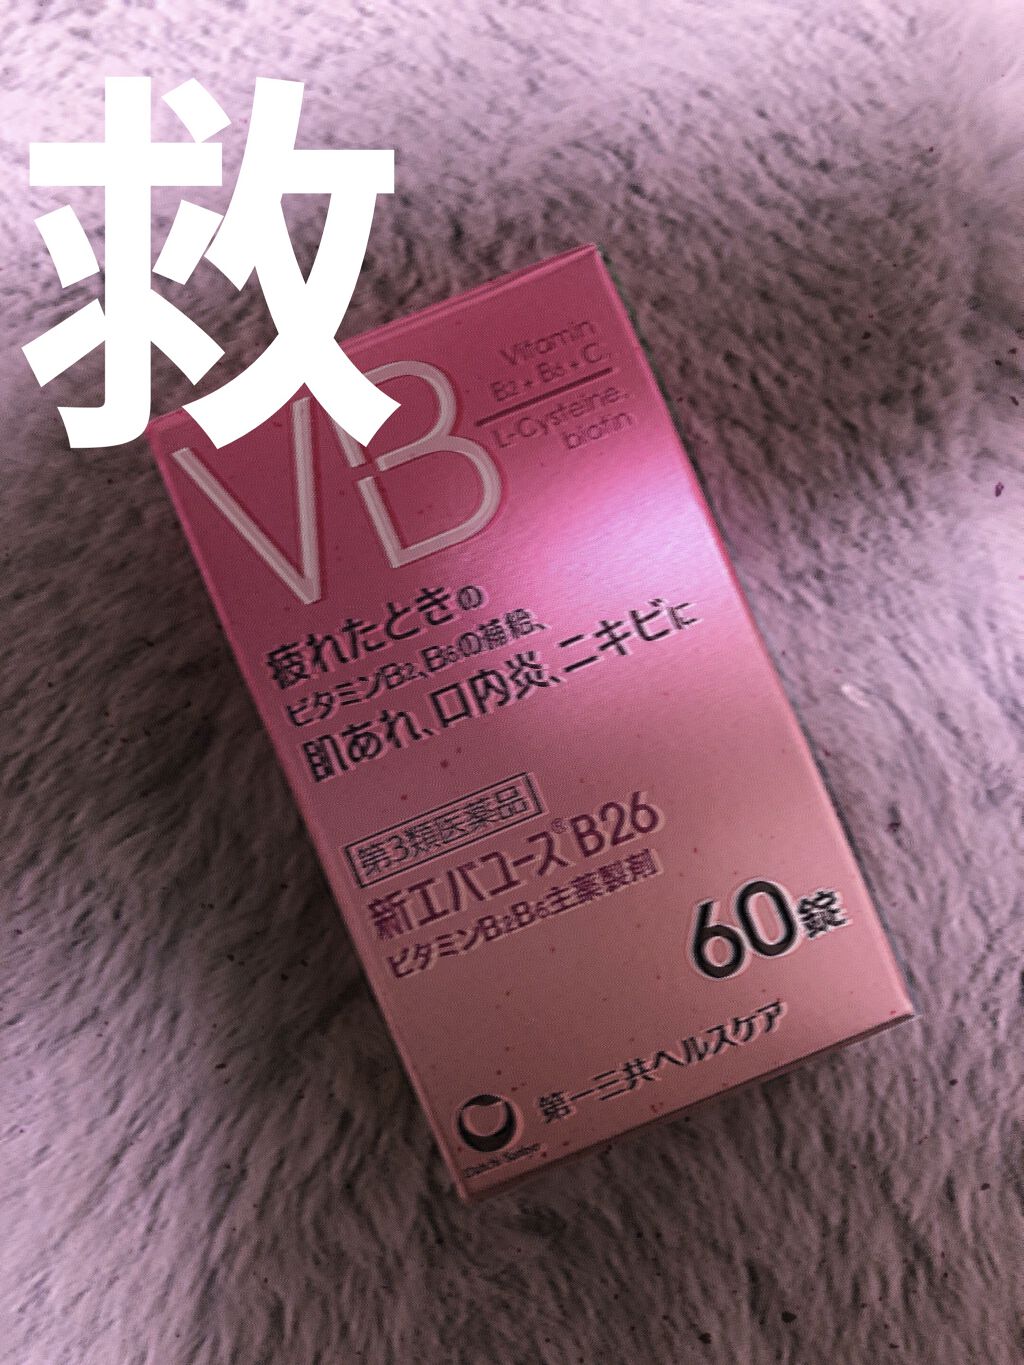 救
VB
Vitamin
B2 + B6 + C,
L-Cysteine,
biotin
疲れたときの
ビタミンB2、B6の補給、
肌あれ、口内炎、ニキビに
第3類医薬品
新エバユース®B26
ビタミンB2B6主薬製剤
60錠
第一三共ヘルスケア
Daiichi-Sankyo